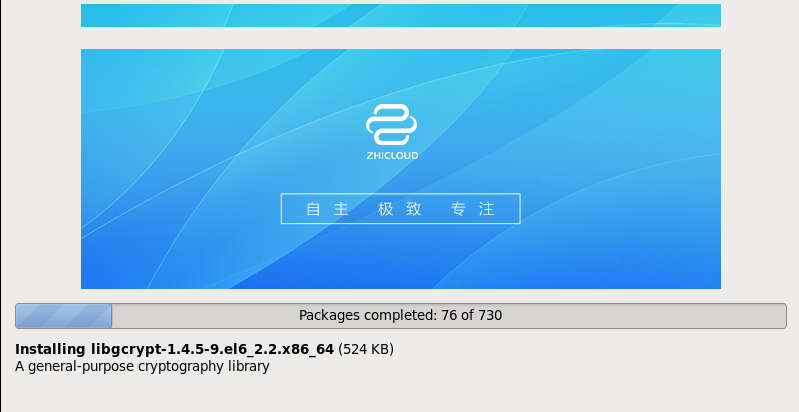 ZHICLOUD
自主 极致 专注
Packages completed: 76 of 730
Installing libgcrypt-1.4.5-9.el6_2.2.x86_64 (524 KB)
A general-purpose cryptography library